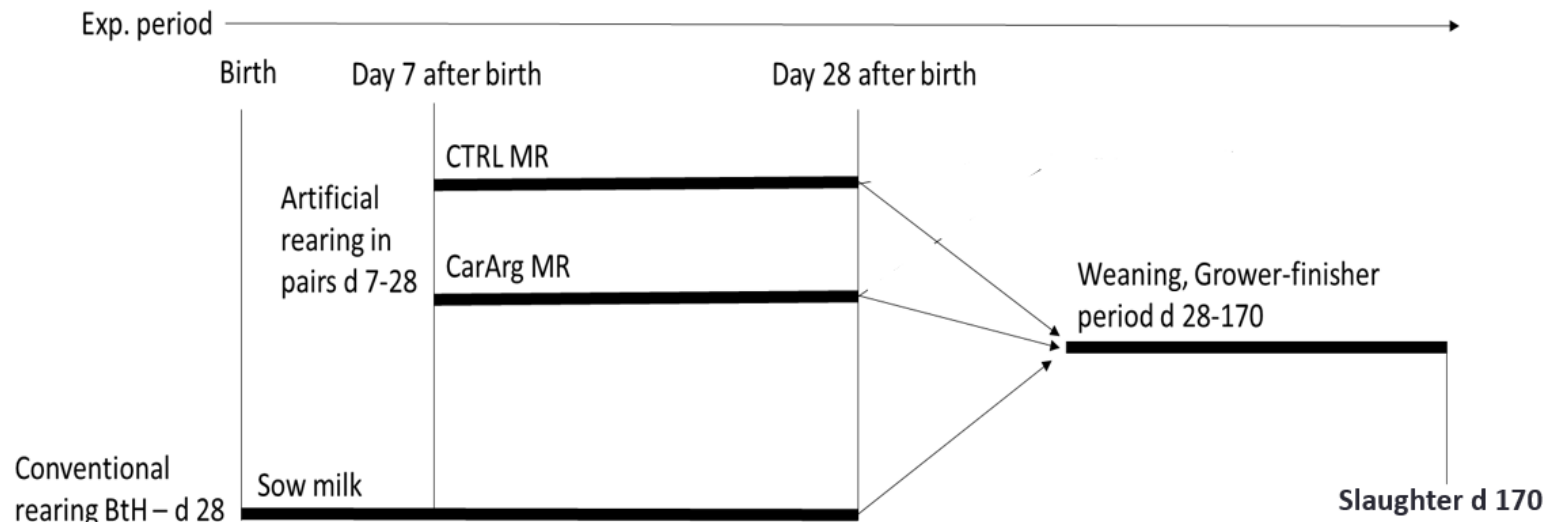 Exp. period
Birth
Day 7 after birth
Day 28 after birth
CTRL MR
Artificial
rearing in
pairs d 7-28
CarArg MR
Weaning, Grower-finisher
period d 28-170
Conventional
rearing BtH – d 28
Sow milk
Slaughter d 170